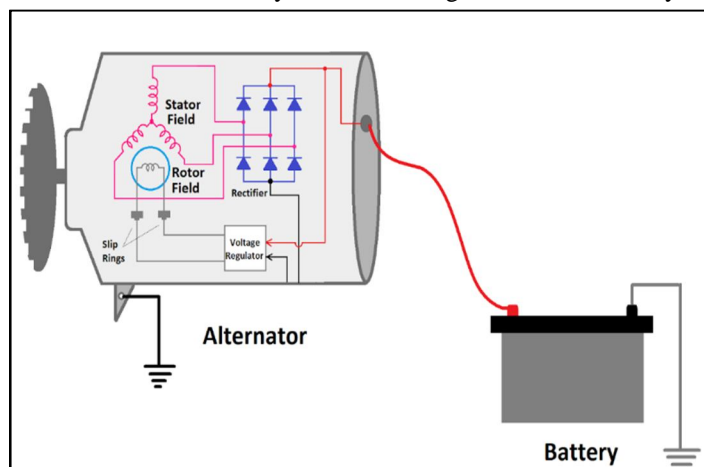 Stator
Field
Rotor
Field
Rectifier
Slip
Rings
Voltage
Regulator
Alternator
Battery